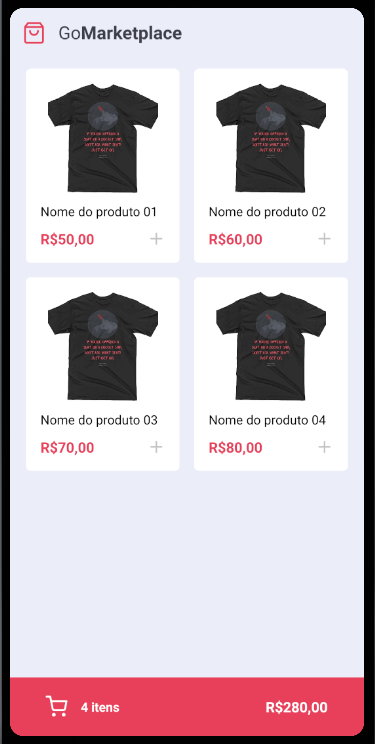 GoMarketplace
Nome do produto 01
R$50,00
Nome do produto 02
R$60,00
Nome do produto 03
R$70,00
Nome do produto 04
R$80,00
4 itens
R$280,00